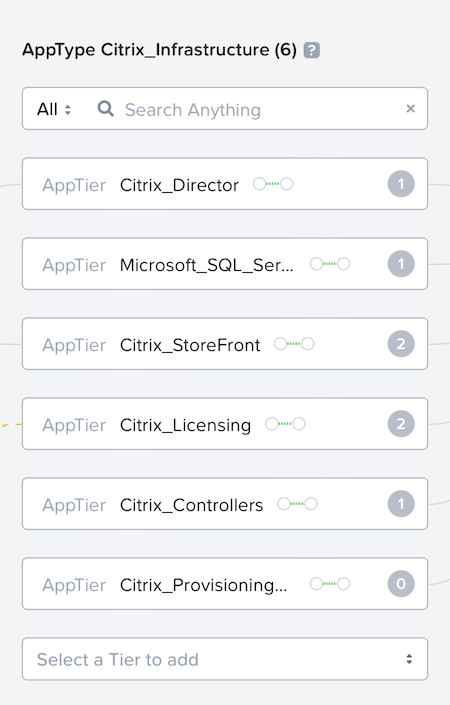 AppType Citrix_Infrastructure (6) ?
All Search Anything ×
AppTier Citrix_Director 1
AppTier Microsoft_SQL_Ser... 1
AppTier Citrix_StoreFront 2
AppTier Citrix_Licensing 2
AppTier Citrix_Controllers 1
AppTier Citrix_Provisioning... 0
Select a Tier to add